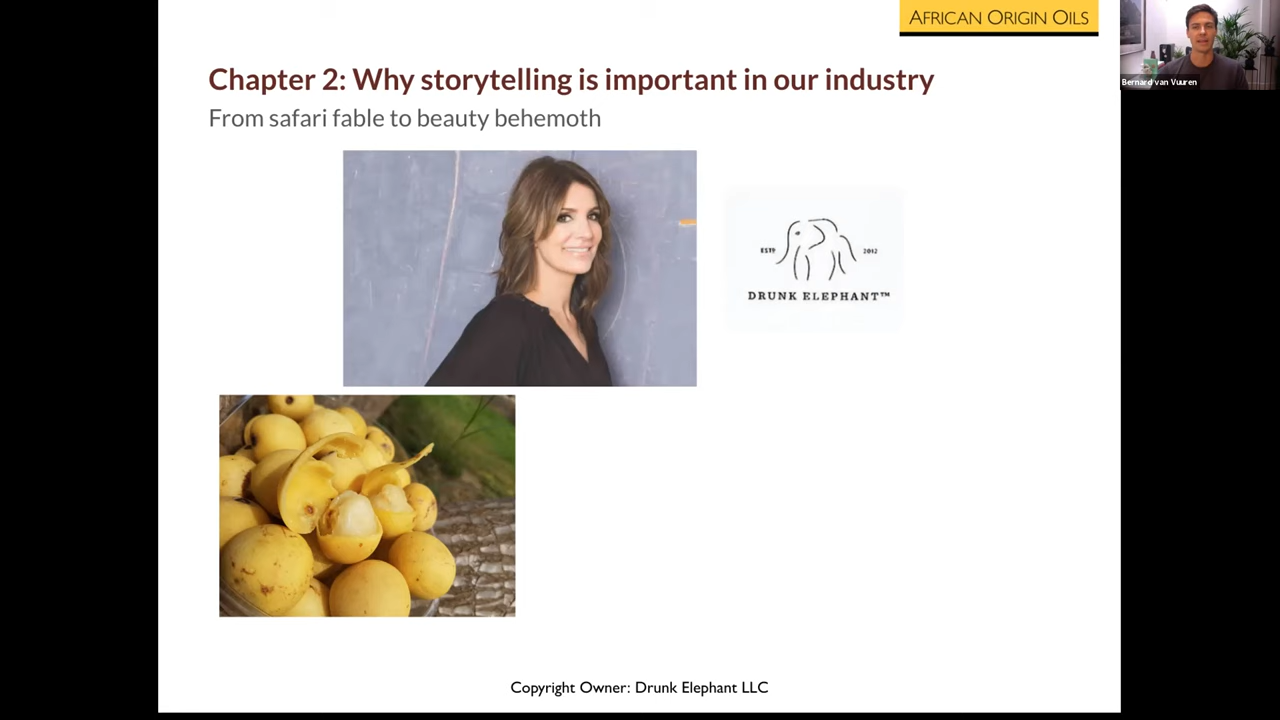 AFRICAN ORIGIN OILS
Bernard van Vuuren
Chapter 2: Why storytelling is important in our industry
From safari fable to beauty behemoth
ESTD 2012
DRUNK ELEPHANT™
Copyright Owner: Drunk Elephant LLC